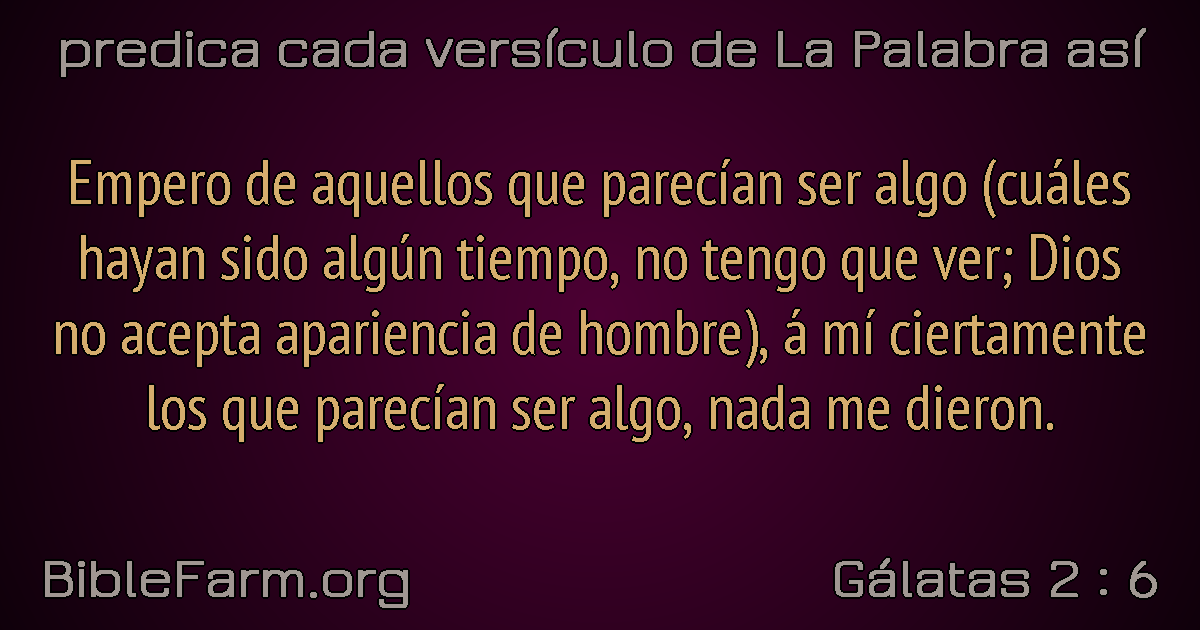 predica cada versículo de La Palabra así
Empero de aquellos que parecían ser algo (cuáles
hayan sido algún tiempo, no tengo que ver; Dios
no acepta apariencia de hombre), á mí ciertamente
los que parecían ser algo, nada me dieron.
BibleFarm.org
Gálatas 2 : 6